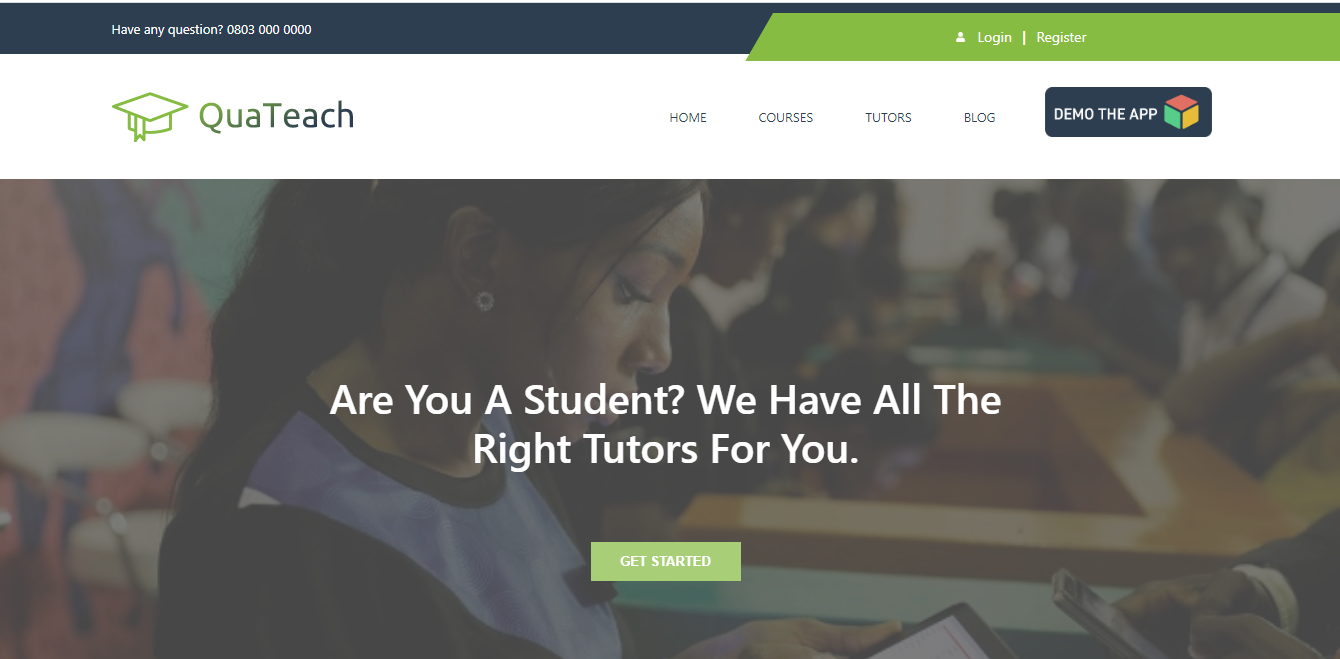 Have any question? 0803 000 0000
Login | Register
QuaTeach
HOME COURSES TUTORS BLOG
DEMO THE APP
Are You A Student? We Have All The
Right Tutors For You.
GET STARTED